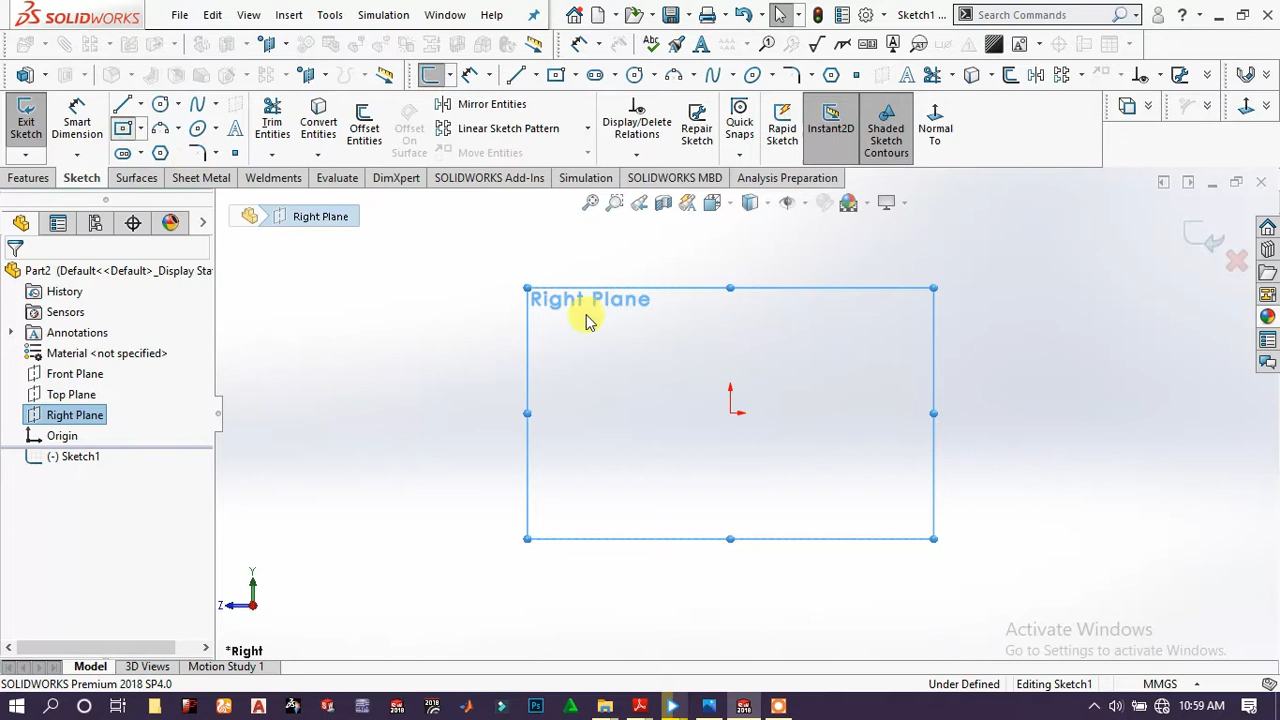 SOLIDWORKS File Edit View Insert Tools Simulation Window Help Sketch1 ... Search Commands ?
Exit Sketch Smart Dimension Trim Entities Convert Entities Offset Entities Offset On Surface Mirror Entities Linear Sketch Pattern Move Entities Display/Delete Relations Repair Sketch Quick Snaps Rapid Sketch Instant2D Shaded Sketch Contours Normal To
Features Sketch Surfaces Sheet Metal Weldments Evaluate DimXpert SOLIDWORKS Add-Ins Simulation SOLIDWORKS MBD Analysis Preparation
Right Plane
Part2 (Default<<Default>_Display Sta
History
Sensors
Annotations
Material <not specified>
Front Plane
Top Plane
Right Plane
Origin
(-) Sketch1
Right Plane
Y
Z
*Right
Activate Windows
Go to Settings to activate Windows.
Model 3D Views Motion Study 1
SOLIDWORKS Premium 2018 SP4.0 Under Defined Editing Sketch1 MMGS
10:59 AM